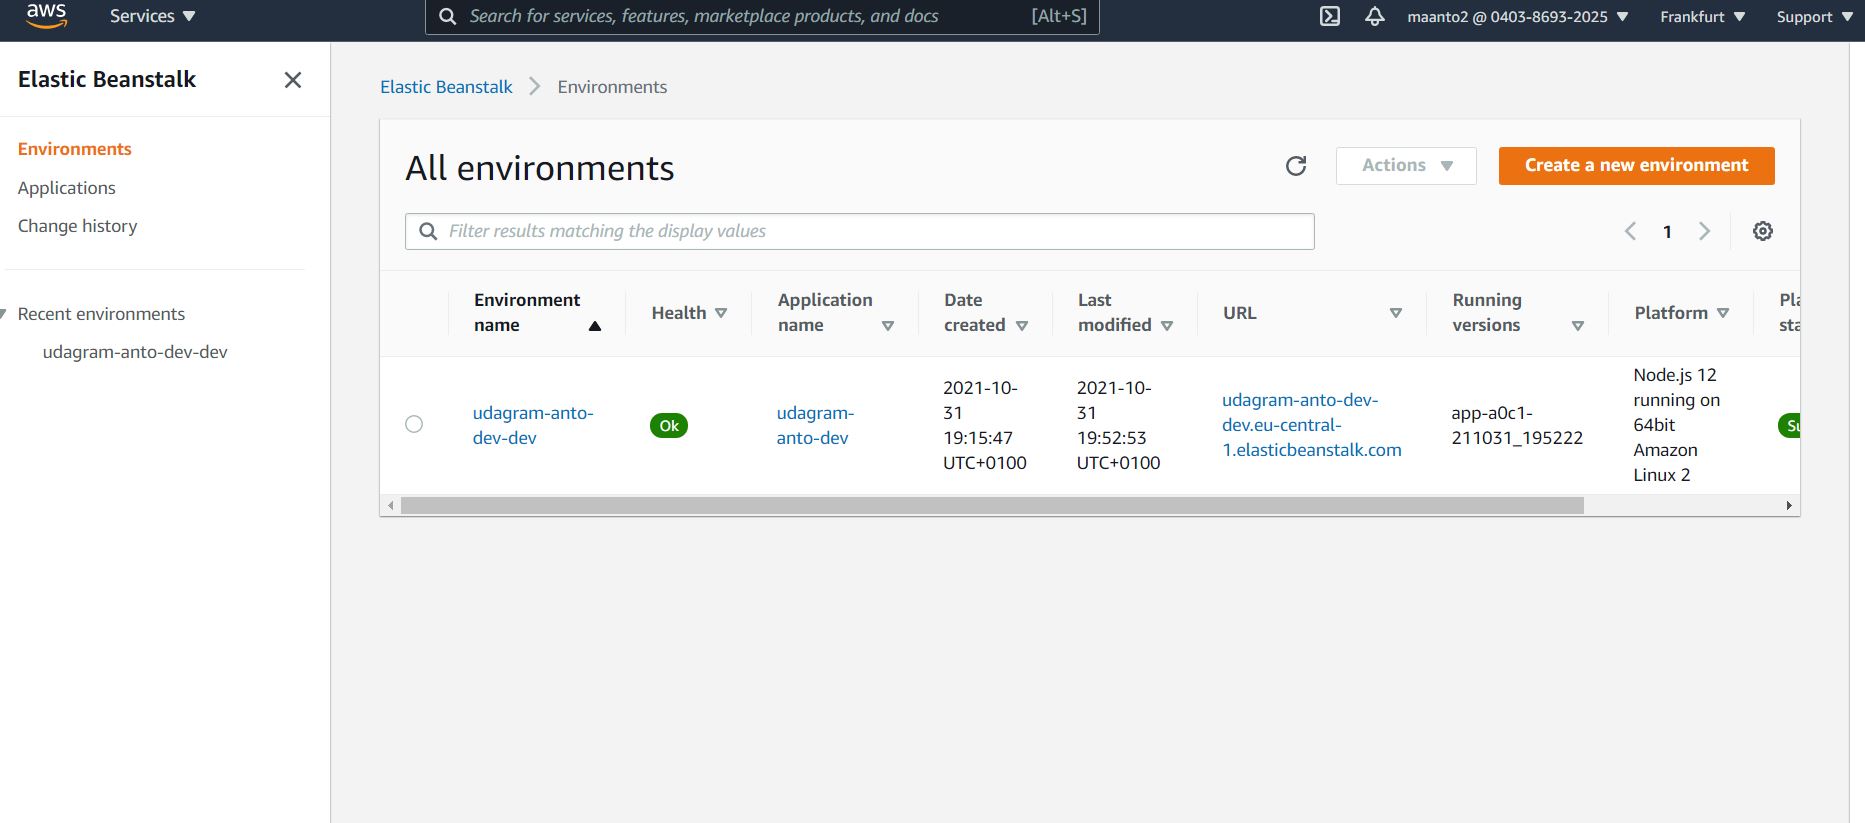 aws
Services
Search for services, features, marketplace products, and docs
[Alt+S]
maanto2 @ 0403-8693-2025
Frankfurt
Support
Elastic Beanstalk
Environments
Applications
Change history
Recent environments
udagram-anto-dev-dev
Elastic Beanstalk
Environments
All environments
Actions
Create a new environment
Filter results matching the display values
1
Environment
name
Health
Application
name
Date
created
Last
modified
URL
Running
versions
Platform
udagram-anto-
dev-dev
Ok
udagram-
anto-dev
2021-10-
31
19:15:47
UTC+0100
2021-10-
31
19:52:53
UTC+0100
udagram-anto-dev-
dev.eu-central-
1.elasticbeanstalk.com
app-a0c1-
211031_195222
Node.js 12
running on
64bit
Amazon
Linux 2